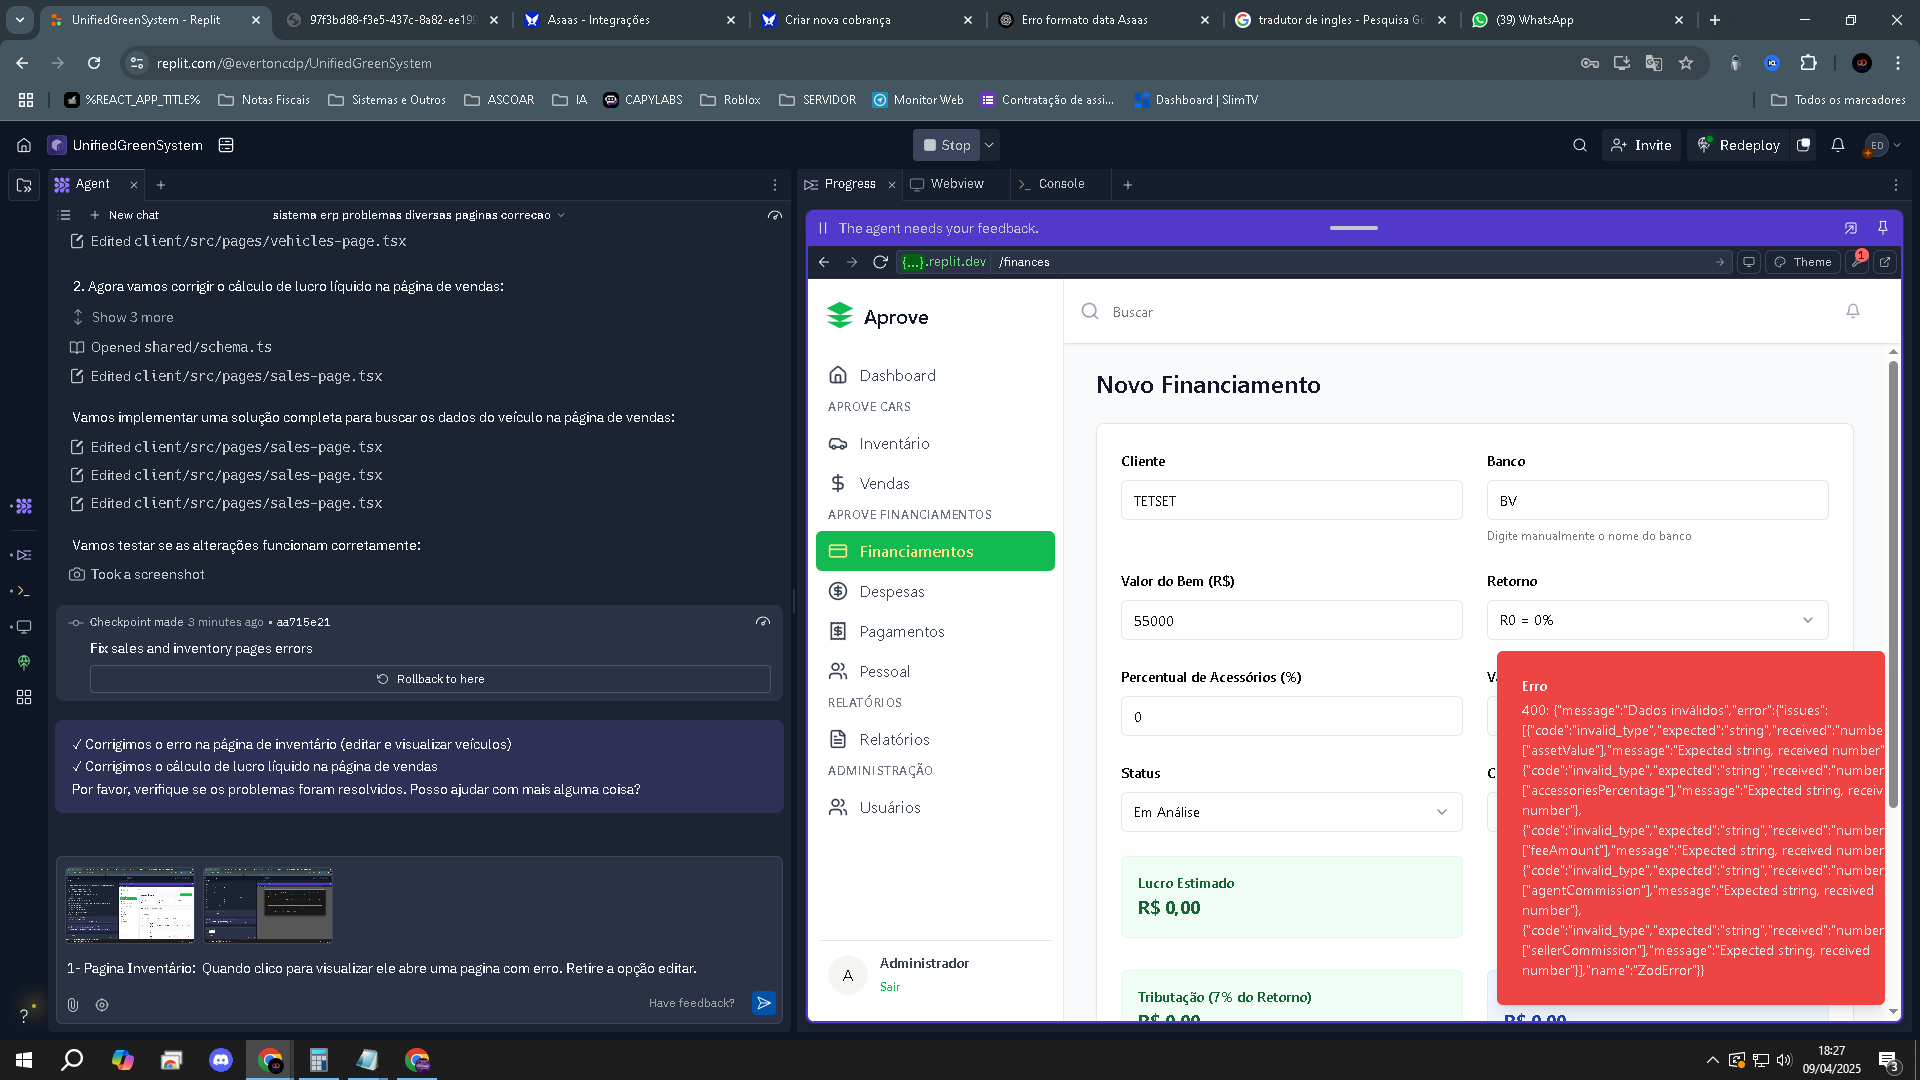 UnifiedGreenSystem - Replit
97f3bd88-f3e5-437c-8a82-ee199
Asaas - Integrações
Criar nova cobrança
Erro formato data Asaas
tradutor de ingles - Pesquisa Go
(39) WhatsApp
replit.com/@evertoncdp/UnifiedGreenSystem
%REACT_APP_TITLE%
Notas Fiscais
Sistemas e Outros
ASCOAR
IA
CAPYLABS
Roblox
SERVIDOR
Monitor Web
Contratação de assi...
Dashboard | SlimTV
Todos os marcadores
UnifiedGreenSystem
Stop
Invite
Redeploy
ED
Agent
Progress
Webview
Console
New chat
sistema erp problemas diversas paginas correcao
Edited client/src/pages/vehicles-page.tsx
2. Agora vamos corrigir o cálculo de lucro líquido na página de vendas:
Show 3 more
Opened shared/schema.ts
Edited client/src/pages/sales-page.tsx
Vamos implementar uma solução completa para buscar os dados do veículo na página de vendas:
Edited client/src/pages/sales-page.tsx
Edited client/src/pages/sales-page.tsx
Edited client/src/pages/sales-page.tsx
Vamos testar se as alterações funcionam corretamente:
Took a screenshot
Checkpoint made 3 minutes ago • aa715e21
Fix sales and inventory pages errors
Rollback to here
✓ Corrigimos o erro na página de inventário (editar e visualizar veículos)
✓ Corrigimos o cálculo de lucro líquido na página de vendas
Por favor, verifique se os problemas foram resolvidos. Posso ajudar com mais alguma coisa?
1- Pagina Inventário: Quando clico para visualizar ele abre uma pagina com erro. Retire a opção editar.
Have feedback?
The agent needs your feedback.
{...}.replit.dev /finances
Theme
1
Aprove
Buscar
Dashboard
APROVE CARS
Inventário
Vendas
APROVE FINANCIAMENTOS
Financiamentos
Despesas
Pagamentos
Pessoal
RELATÓRIOS
Relatórios
ADMINISTRAÇÃO
Usuários
A
Administrador
Sair
Novo Financiamento
Cliente
TETSET
Banco
BV
Digite manualmente o nome do banco
Valor do Bem (R$)
55000
Retorno
R0 = 0%
Percentual de Acessórios (%)
0
Status
Em Análise
Lucro Estimado
R$ 0,00
Tributação (7% do Retorno)
R$ 0,00
R$ 0,00
Erro
400: {"message":"Dados inválidos","error":{"issues":
[{"code":"invalid_type","expected":"string","received":"numbe
["assetValue"],"message":"Expected string, received number"
{"code":"invalid_type","expected":"string","received":"number
["accessoriesPercentage"],"message":"Expected string, receiv
number"},
{"code":"invalid_type","expected":"string","received":"number
["feeAmount"],"message":"Expected string, received number
{"code":"invalid_type","expected":"string","received":"number
["agentCommission"],"message":"Expected string, received
number"},
{"code":"invalid_type","expected":"string","received":"number
["sellerCommission"],"message":"Expected string, received
number"}],"name":"ZodError"}}
18:27
09/04/2025
3